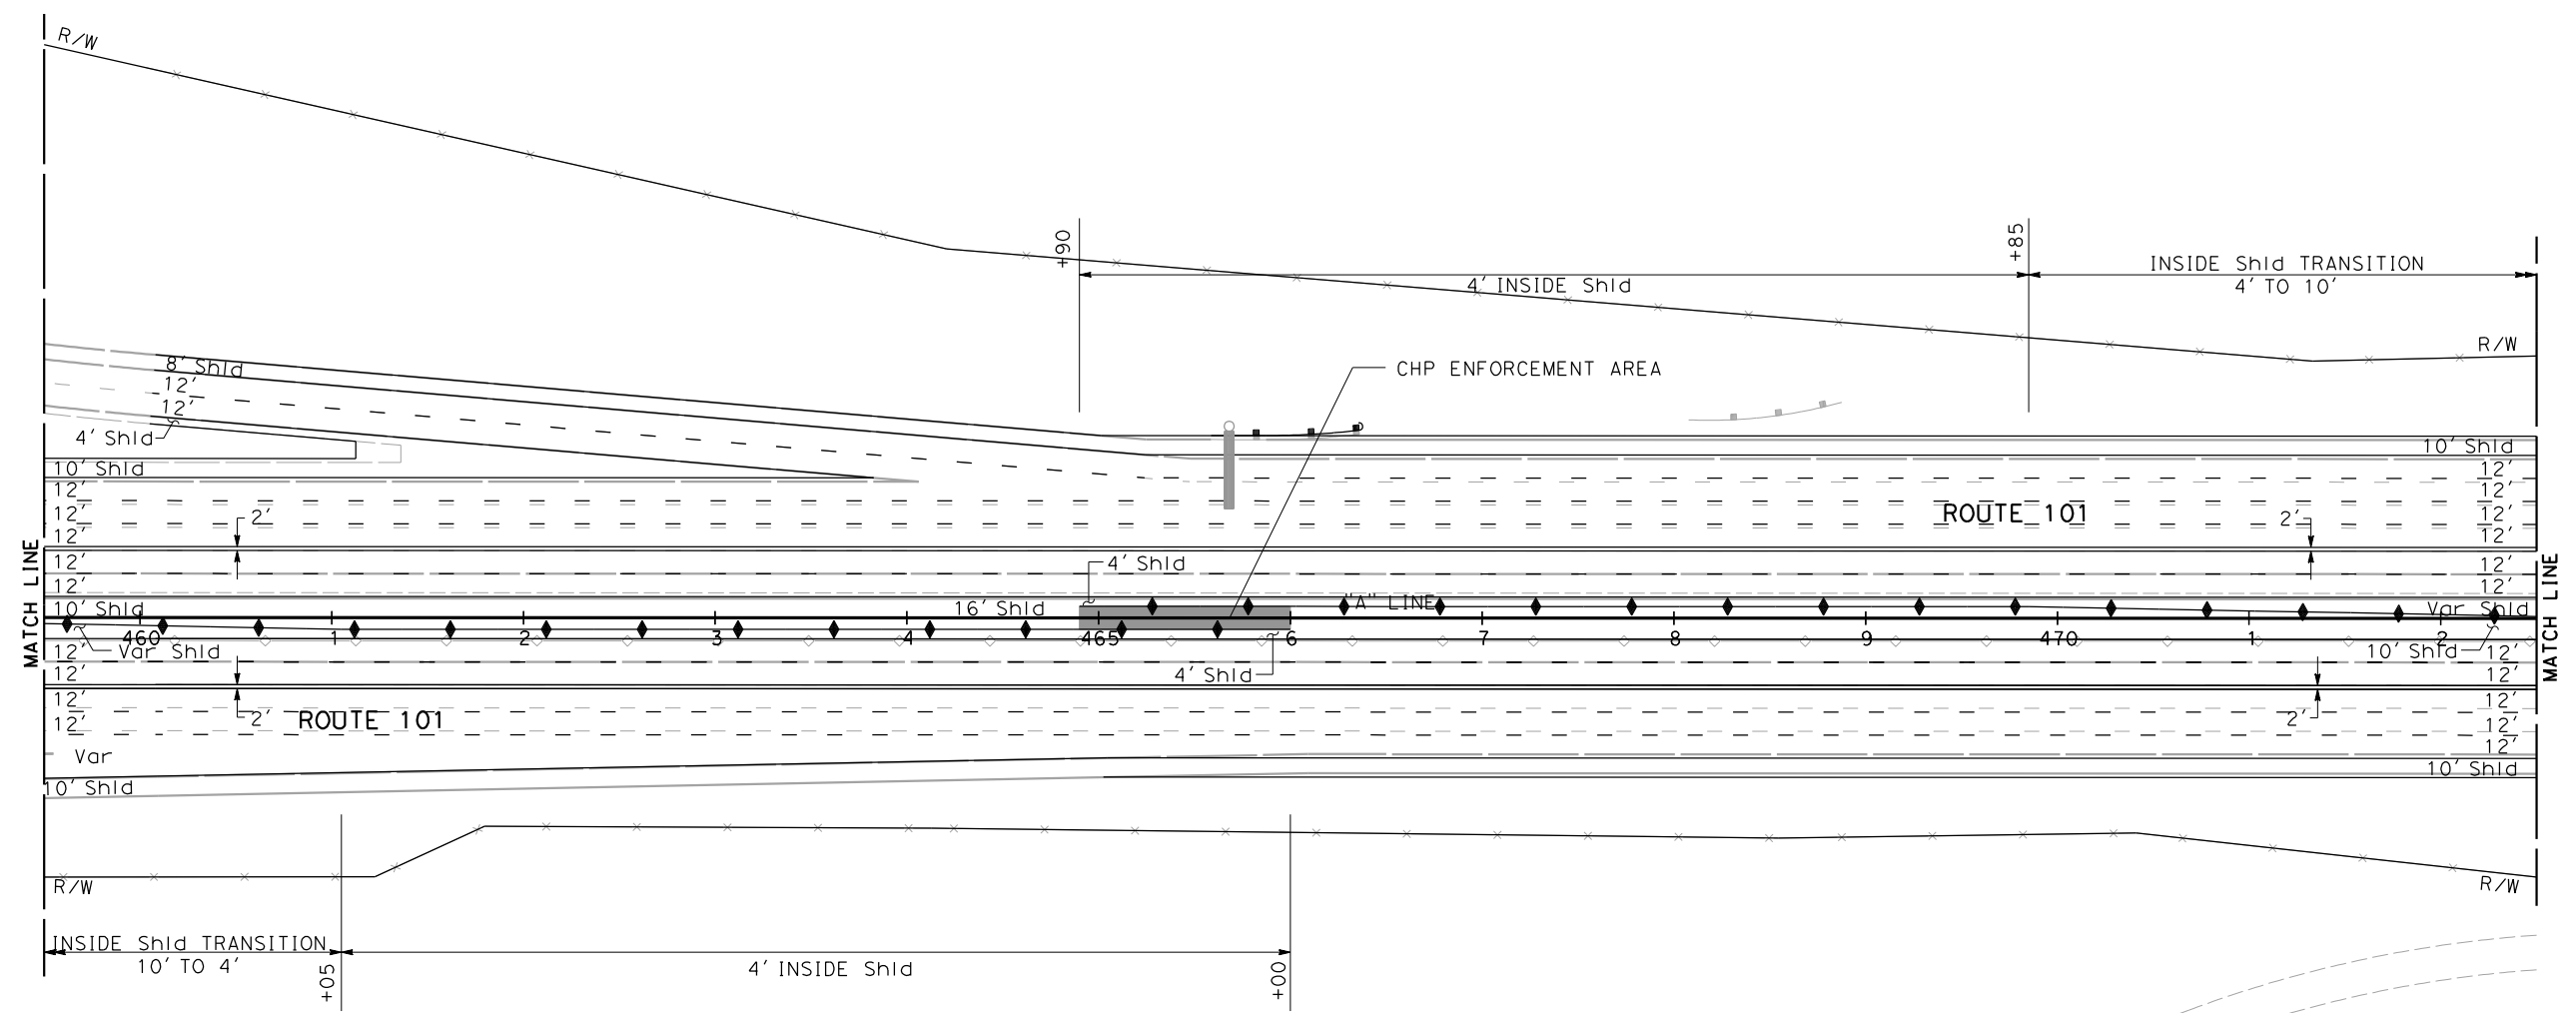 R/W
+90
+85
INSIDE Shld TRANSITION
4' INSIDE Shld
4' TO 10'
R/W
8' Shld
CHP ENFORCEMENT AREA
12'
12'
4' Shld
10' Shld
10' Shld
12'
12'
12'
12'
12'
12'
2'
ROUTE 101
2'
12'
12'
12'
4' Shld
12'
12'
12'
10' Shld
16' Shld
"A" LINE
Var Shld
460
1
2
3
4
465
6
7
8
9
470
1
2
MATCH LINE
MATCH LINE
Var Shld
10' Shld
12'
12'
12'
4' Shld
12'
12'
12'
2'
ROUTE 101
2'
12'
12'
12'
Var
10' Shld
10' Shld
R/W
R/W
INSIDE Shld TRANSITION
10' TO 4'
4' INSIDE Shld
+05
+00